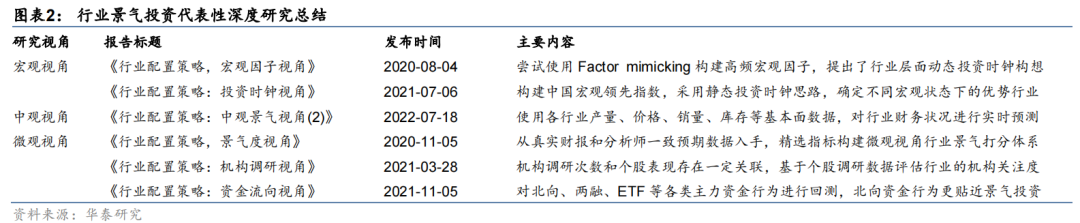 图表2： 行业景气投资代表性深度研究总结
研究视角 报告标题 发布时间 主要内容
宏观视角 《行业配置策略，宏观因子视角》 2020-08-04 尝试使用 Factor mimicking 构建高频宏观因子，提出了行业层面动态投资时钟构想
《行业配置策略：投资时钟视角》 2021-07-06 构建中国宏观领先指数，采用静态投资时钟思路，确定不同宏观状态下的优势行业
中观视角 《行业配置策略：中观景气视角(2)》 2022-07-18 使用各行业产量、价格、销量、库存等基本面数据，对行业财务状况进行实时预测
微观视角 《行业配置策略，景气度视角》 2020-11-05 从真实财报和分析师一致预期数据入手，精选指标构建微观视角行业景气打分体系
《行业配置策略：机构调研视角》 2021-03-28 机构调研次数和个股表现存在一定关联，基于个股调研数据评估行业的机构关注度
《行业配置策略：资金流向视角》 2021-11-05 对北向、两融、ETF 等各类主力资金行为进行回测，北向资金行为更贴近景气投资
资料来源：华泰研究